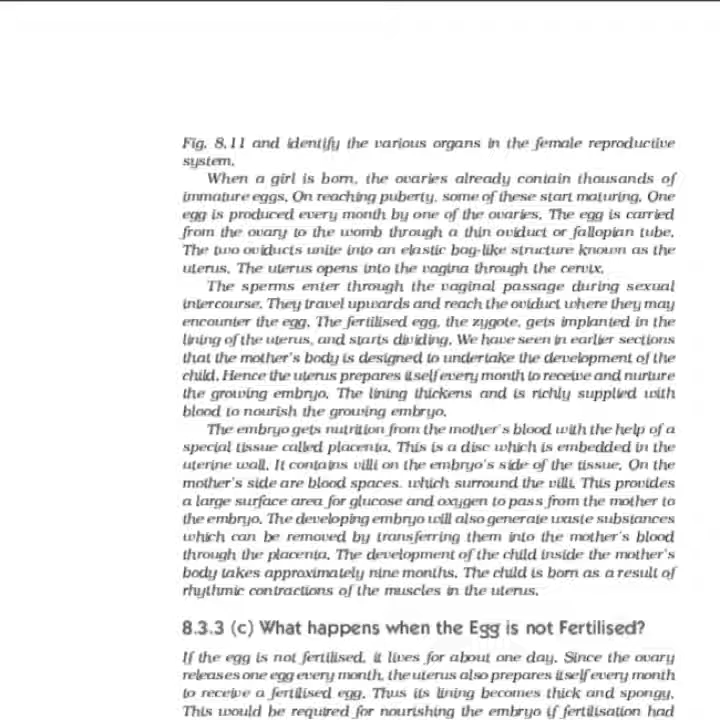 Fig. 8.11 and identify the various organs in the female reproductive
system.
When a girl is born, the ovaries already contain thousands of
immature eggs. On reaching puberty, some of these start maturing. One
egg is produced every month by one of the ovaries. The egg is carried
from the ovary to the womb through a thin oviduct or fallopian tube.
The two oviducts unite into an elastic bag-like structure known as the
uterus. The uterus opens into the vagina through the cervix.
The sperms enter through the vaginal passage during sexual
intercourse. They travel upwards and reach the oviduct where they may
encounter the egg. The fertilised egg, the zygote, gets implanted in the
lining of the uterus, and starts dividing. We have seen in earlier sections
that the mother's body is designed to undertake the development of the
child. Hence the uterus prepares itself every month to receive and nurture
the growing embryo. The lining thickens and is richly supplied with
blood to nourish the growing embryo.
The embryo gets nutrition from the mother's blood with the help of a
special tissue called placenta. This is a disc which is embedded in the
uterine wall. It contains villi on the embryo's side of the tissue. On the
mother's side are blood spaces, which surround the villi. This provides
a large surface area for glucose and oxygen to pass from the mother to
the embryo. The developing embryo will also generate waste substances
which can be removed by transferring them into the mother's blood
through the placenta. The development of the child inside the mother's
body takes approximately nine months. The child is born as a result of
rhythmic contractions of the muscles in the uterus.
8.3.3 (c) What happens when the Egg is not Fertilised?
If the egg is not fertilised, it lives for about one day. Since the ovary
releases one egg every month, the uterus also prepares itself every month
to receive a fertilised egg. Thus its lining becomes thick and spongy.
This would be required for nourishing the embryo if fertilisation had